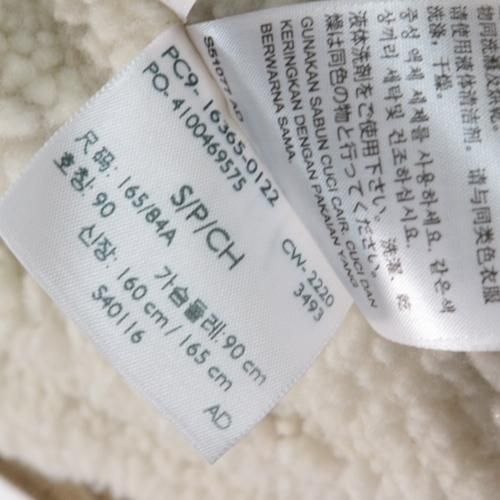 PC9- 16365-0122
PO- 4100469575
S/P/CH
尺码: 165/84A
호칭: 90
가슴둘레:90 cm
신장: 160 cm / 165 cm
S40116
AD
CW- 2220
3493
GUNAKAN SABUN CUCI CAIR. CUCI DAN
KERINGKAN DENGAN PAKAIAN YANG
BERWARNA SAMA.
液体洗剤をご使用下さい。 洗濯、乾
燥は同色の物と行ってください。
중성 액체 세제를 사용하세요. 같은색
상끼리 세탁및 건조하십시요.
请使用液体清洁剂。 请与同类色衣服
洗涤，干燥。